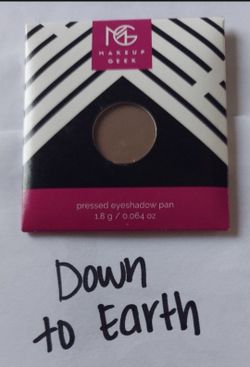 MG
MAKEUP
GEEK
pressed eyeshadow pan
1.8 g / 0.064 oz
Down
to Earth